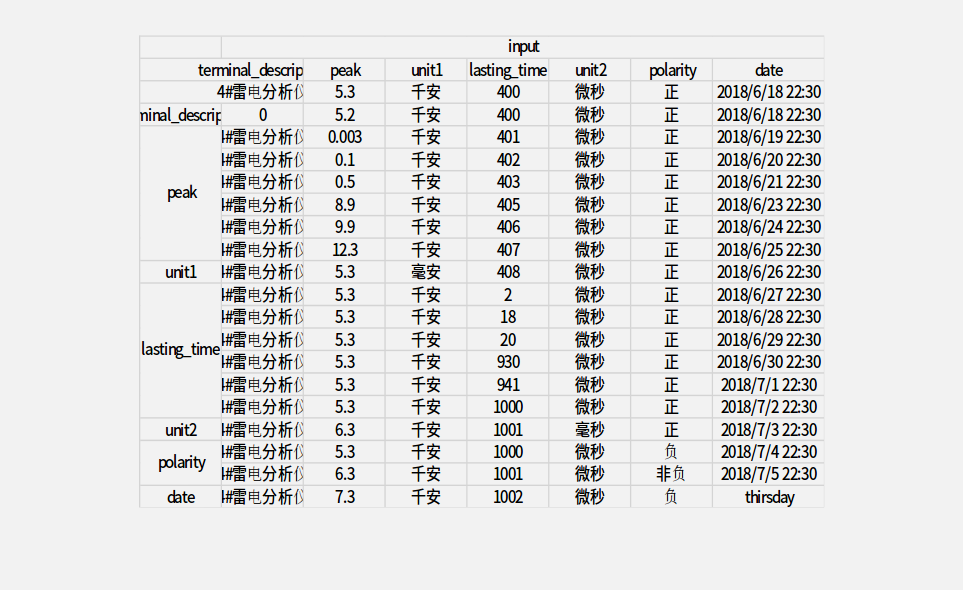 input
terminal_descrip peak unit1 lasting_time unit2 polarity date
4#雷电分析仪 5.3 千安 400 微秒 正 2018/6/18 22:30
minal_descrip 0 5.2 千安 400 微秒 正 2018/6/18 22:30
peak 4#雷电分析仪 0.003 千安 401 微秒 正 2018/6/19 22:30
4#雷电分析仪 0.1 千安 402 微秒 正 2018/6/20 22:30
4#雷电分析仪 0.5 千安 403 微秒 正 2018/6/21 22:30
4#雷电分析仪 8.9 千安 405 微秒 正 2018/6/23 22:30
4#雷电分析仪 9.9 千安 406 微秒 正 2018/6/24 22:30
4#雷电分析仪 12.3 千安 407 微秒 正 2018/6/25 22:30
unit1 4#雷电分析仪 5.3 毫安 408 微秒 正 2018/6/26 22:30
lasting_time 4#雷电分析仪 5.3 千安 2 微秒 正 2018/6/27 22:30
4#雷电分析仪 5.3 千安 18 微秒 正 2018/6/28 22:30
4#雷电分析仪 5.3 千安 20 微秒 正 2018/6/29 22:30
4#雷电分析仪 5.3 千安 930 微秒 正 2018/6/30 22:30
4#雷电分析仪 5.3 千安 941 微秒 正 2018/7/1 22:30
4#雷电分析仪 5.3 千安 1000 微秒 正 2018/7/2 22:30
unit2 4#雷电分析仪 6.3 千安 1001 毫秒 正 2018/7/3 22:30
polarity 4#雷电分析仪 5.3 千安 1000 微秒 负 2018/7/4 22:30
4#雷电分析仪 6.3 千安 1001 微秒 非负 2018/7/5 22:30
date 4#雷电分析仪 7.3 千安 1002 微秒 负 thirsday